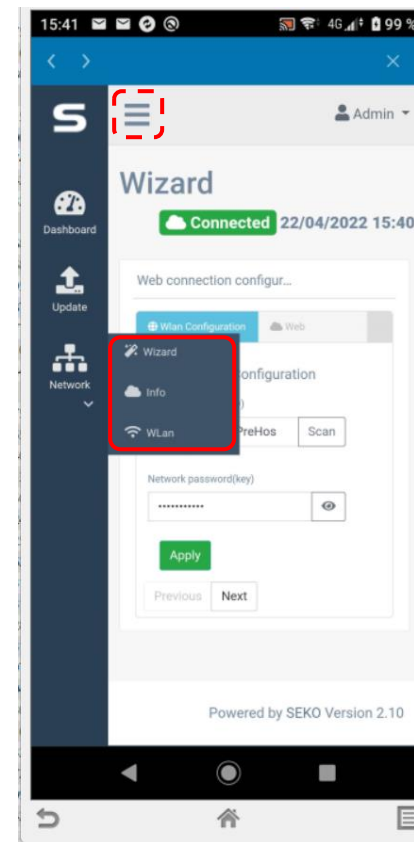 15:41 4G 99 %
S Admin
Wizard
Connected 22/04/2022 15:40
Dashboard
Web connection configur...
Update
Wlan Configuration Web
Wizard
onfiguration
Network
Info
)
WLan PreHos Scan
Network password(key)
•••••••••••
Apply
Previous Next
Powered by SEKO Version 2.10